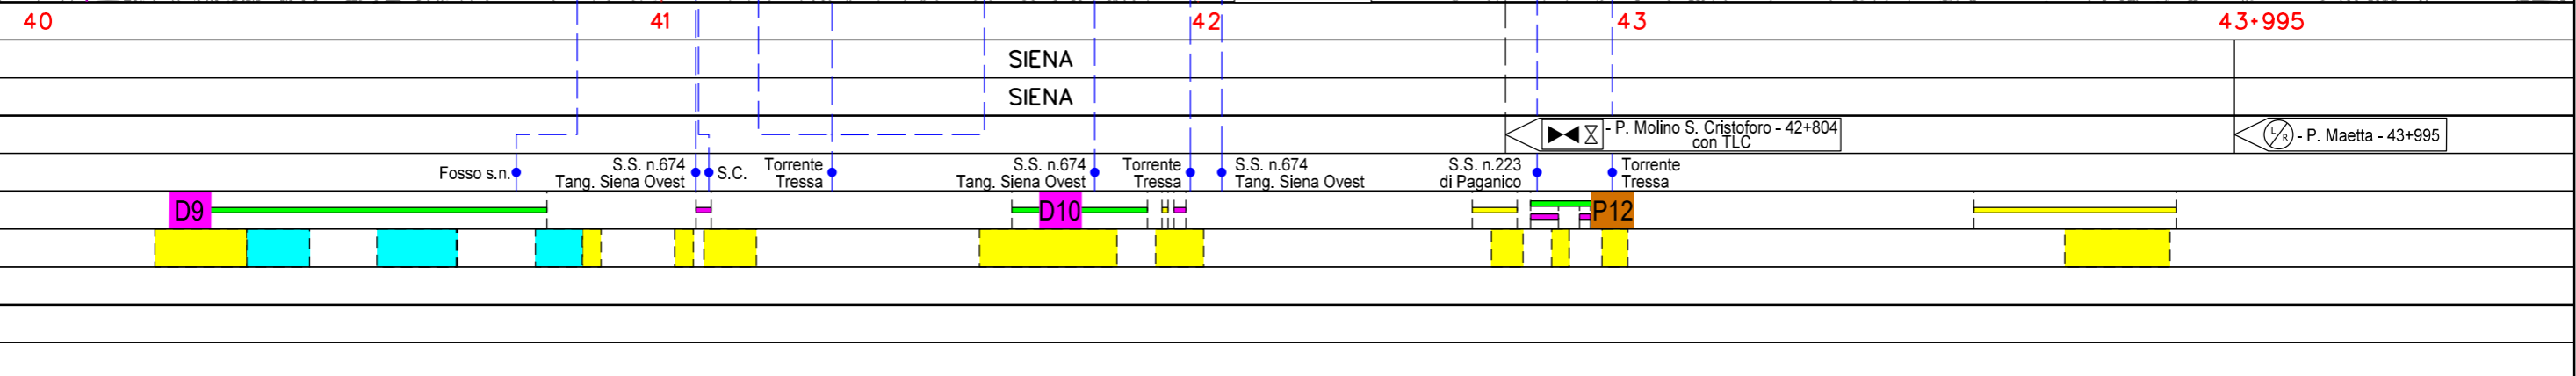 40 41 42 43 43+995
SIENA
SIENA
- P. Molino S. Cristoforo - 42+804
con TLC
L/R - P. Maetta - 43+995
Fosso s.n.
S.S. n.674
Tang. Siena Ovest
S.C.
Torrente
Tressa
S.S. n.674
Tang. Siena Ovest
Torrente
Tressa
S.S. n.674
Tang. Siena Ovest
S.S. n.223
di Paganico
Torrente
Tressa
D9 D10 P12